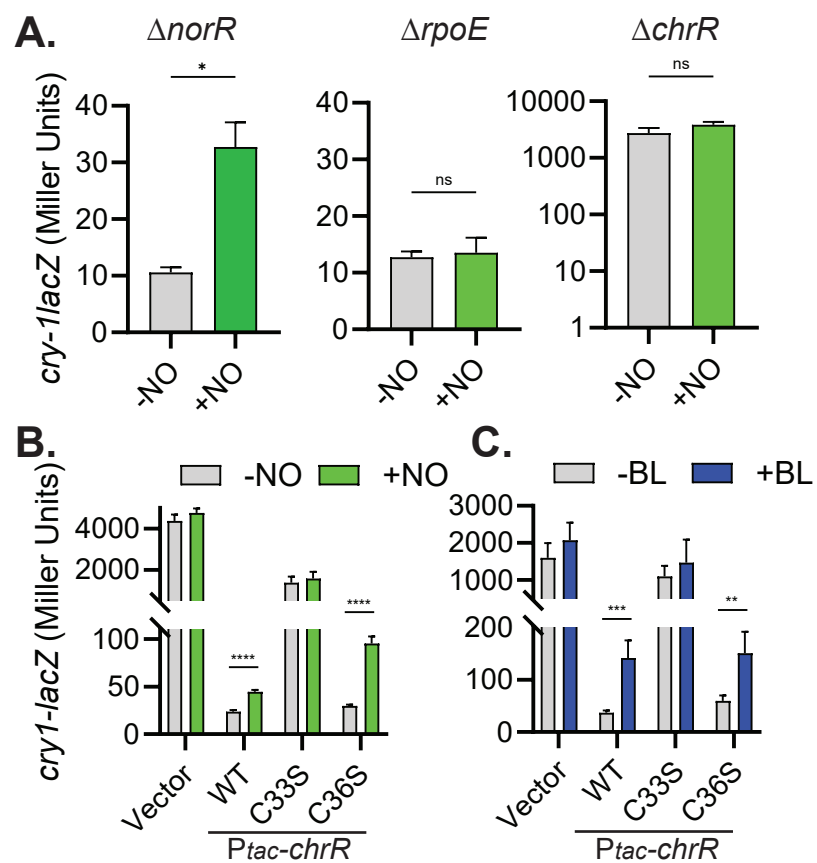 A.
ΔnorR
ΔrpoE
ΔchrR
*
ns
ns
cry-1lacZ (Miller Units)
40
30
20
10
0
-NO
+NO
40
30
20
10
0
-NO
+NO
10000
1000
100
10
1
-NO
+NO
B.
-NO
+NO
cry1-lacZ (Miller Units)
4000
2000
100
50
0
****
****
Vector
WT
C33S
C36S
Ptac-chrR
C.
-BL
+BL
3000
2000
1000
200
100
0
***
**
Vector
WT
C33S
C36S
Ptac-chrR